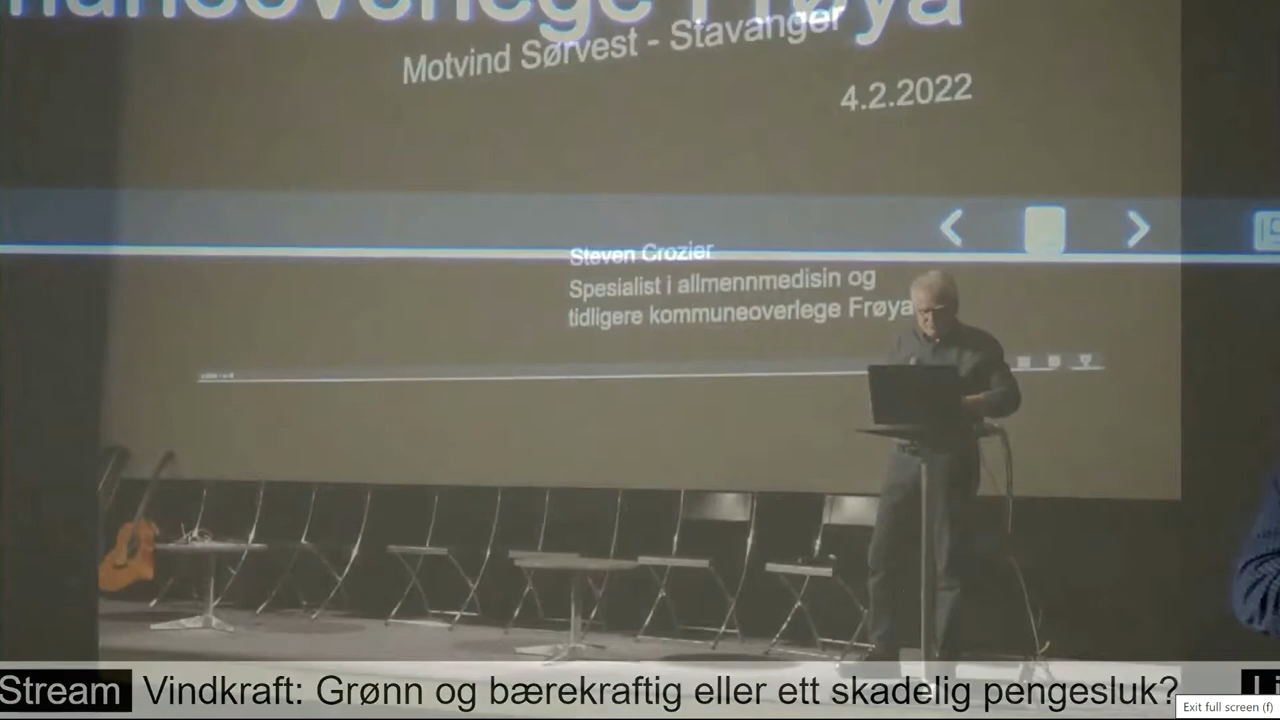 Motvind Sørvest - Stavanger
4.2.2022
Steven Crozier
Spesialist i allmennmedisin og
tidligere kommuneoverlege Frøya
Stream Vindkraft: Grønn og bærekraftig eller ett skadelig pengesluk?
Exit full screen (f)